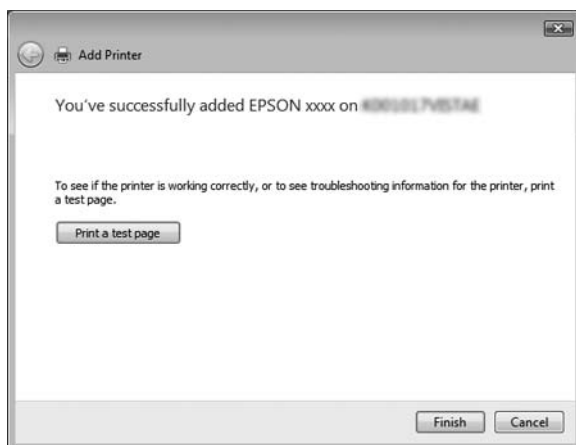 Add Printer
You've successfully added EPSON xxxx on
To see if the printer is working correctly, or to see troubleshooting information for the printer, print
a test page.
Print a test page
Finish
Cancel